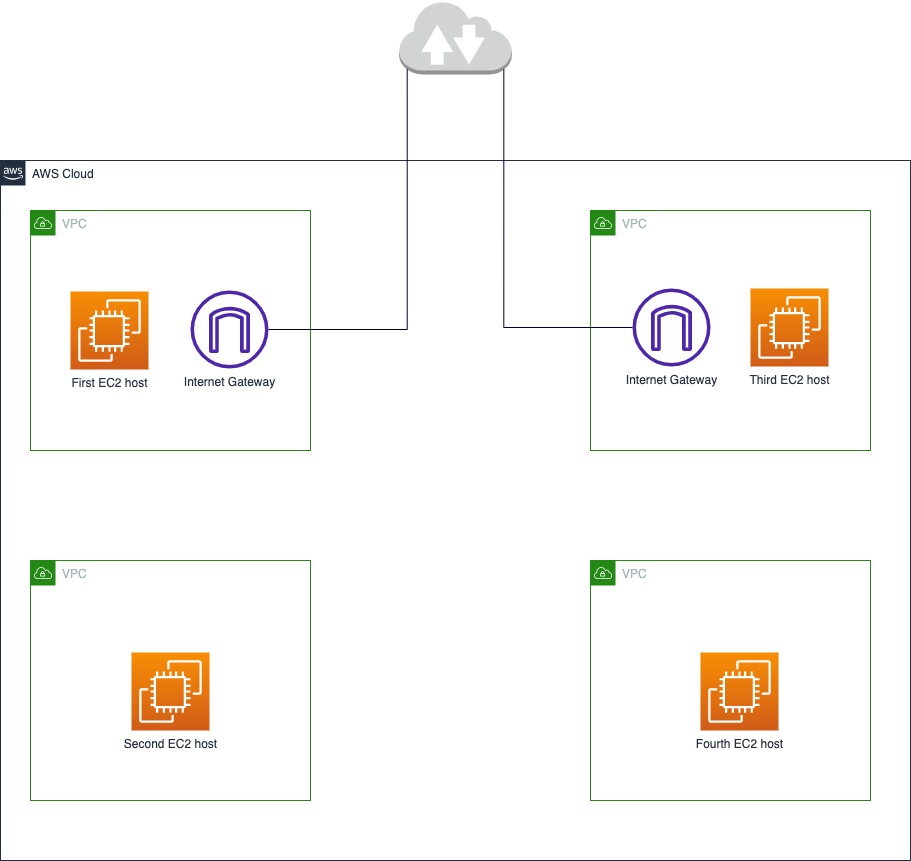 aws
AWS Cloud
VPC
VPC
First EC2 host
Internet Gateway
Internet Gateway
Third EC2 host
VPC
VPC
Second EC2 host
Fourth EC2 host